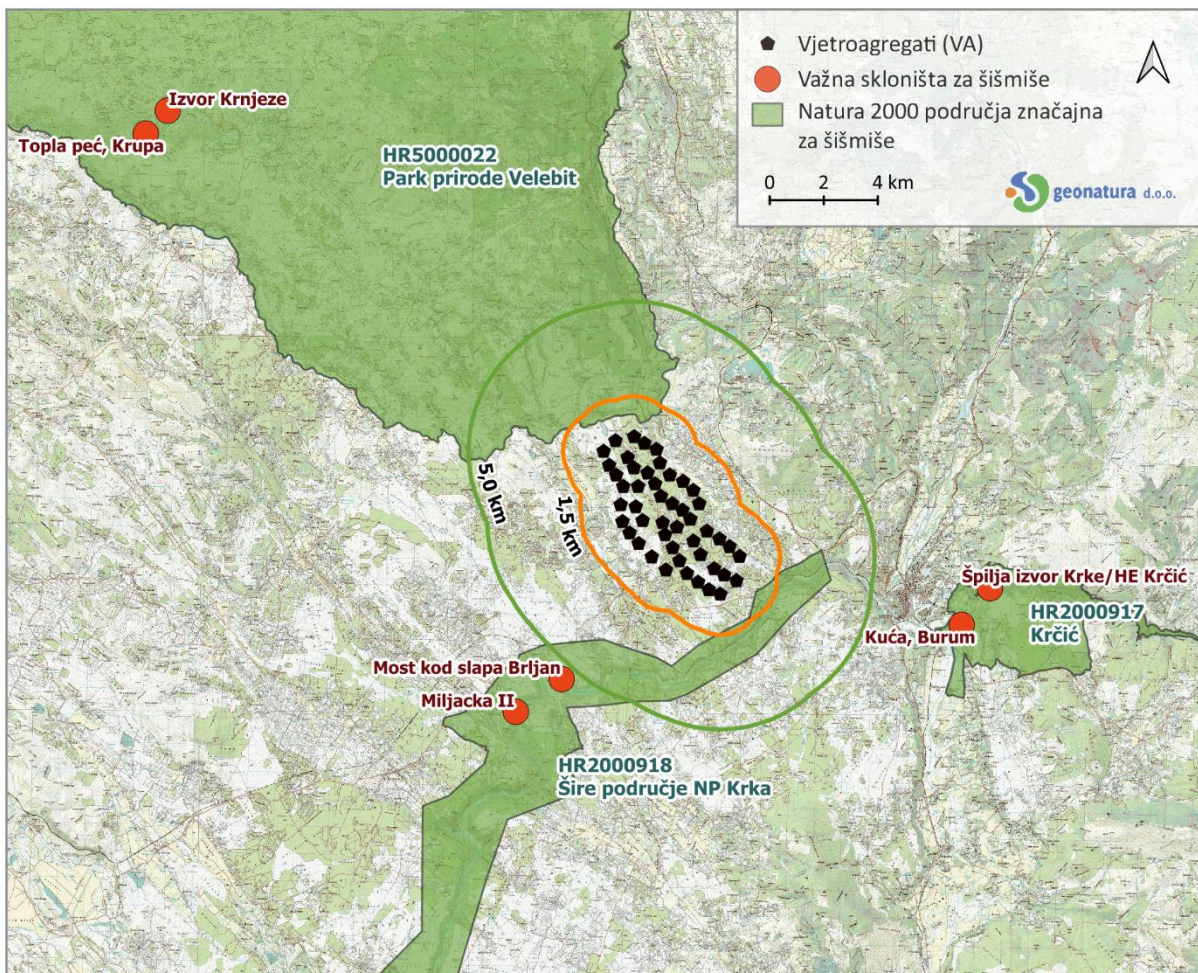 Vjetroagregati (VA)
Važna skloništa za šišmiše
Natura 2000 područja značajna
za šišmiše
0 2 4 km
geonatura d.o.o.
Izvor Krnjeze
Topla peć, Krupa
HR5000022
Park prirode Velebit
5,0 km
1,5 km
Špilja izvor Krke/HE Krčić
HR2000917
Krčić
Kuća, Burum
Most kod slapa Brljan
Miljacka II
HR2000918
Šire područje NP Krka